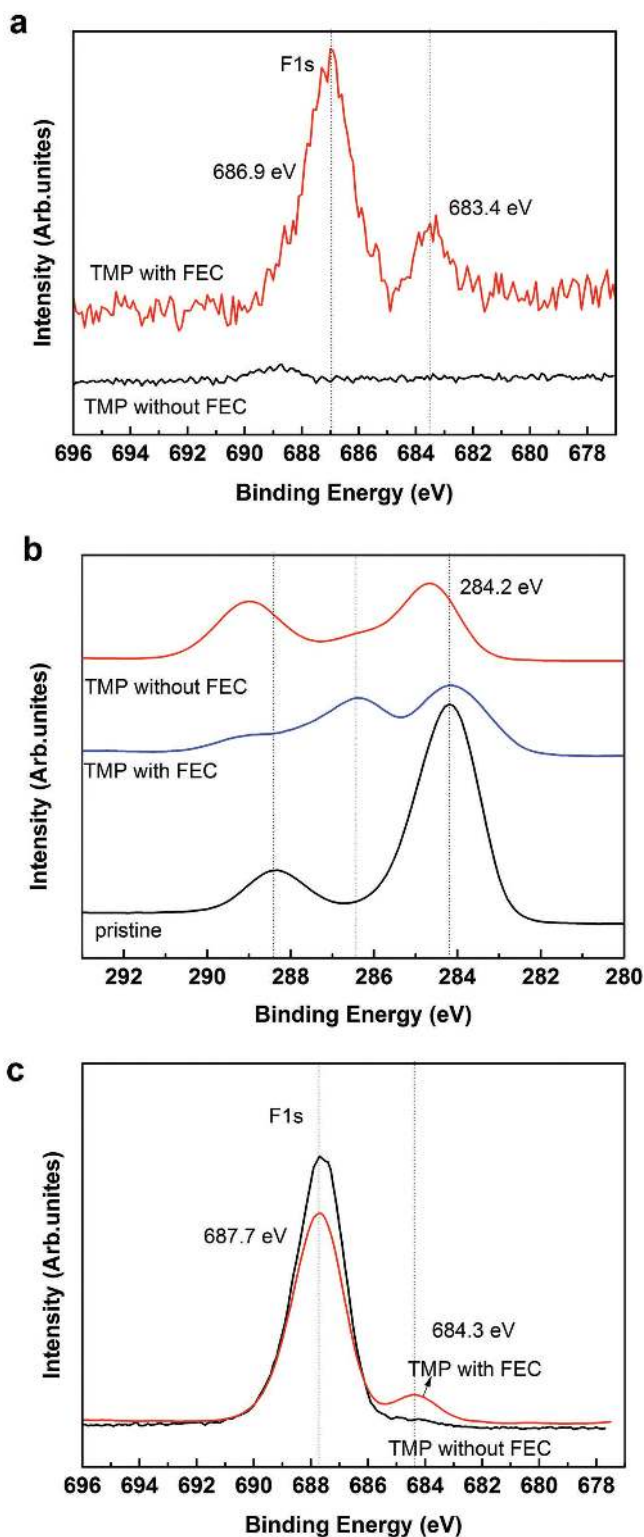 a
F1s
686.9 eV
683.4 eV
TMP with FEC
TMP without FEC
Intensity (Arb.unites)
696 694 692 690 688 686 684 682 680 678
Binding Energy (eV)
b
284.2 eV
TMP without FEC
TMP with FEC
pristine
Intensity (Arb.unites)
292 290 288 286 284 282 280
Binding Energy (eV)
c
F1s
687.7 eV
684.3 eV
TMP with FEC
TMP without FEC
Intensity (Arb.unites)
696 694 692 690 688 686 684 682 680 678
Binding Energy (eV)